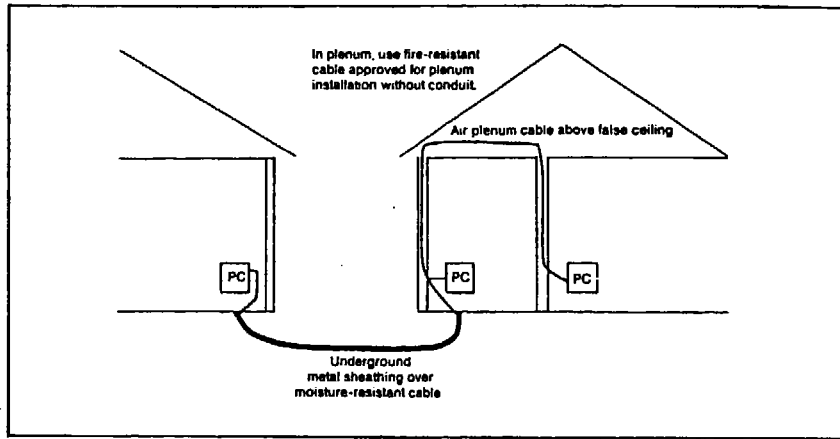 In plenum, use fire-resistant
cable approved for plenum
installation without conduit.
Air plenum cable above false ceiling
PC
PC
PC
Underground
metal sheathing over
moisture-resistant cable